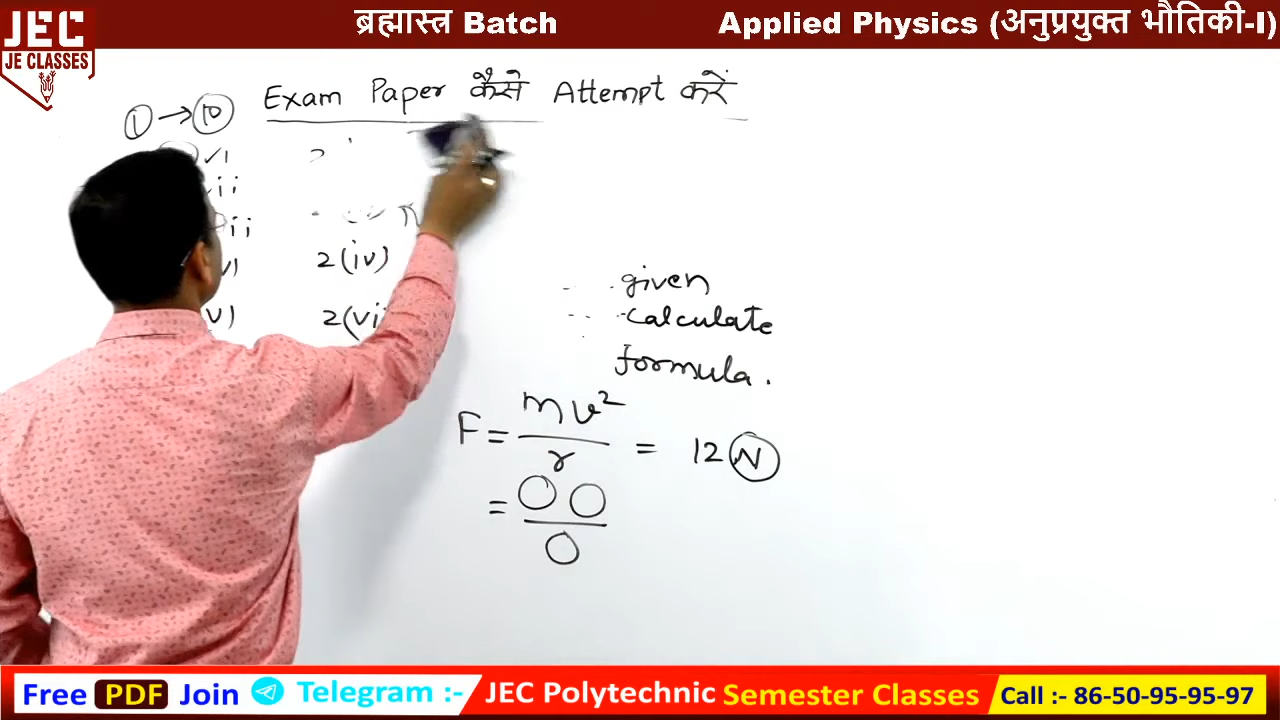 JEC
JE CLASSES
ब्रह्मास्त्र Batch
Applied Physics (अनुप्रयुक्त भौतिकी-I)
Exam Paper कैसे Attempt करें
1 → 10
2(iv)
2(vi
given
calculate
formula.
F = mv²/r = 12 N
Free PDF Join Telegram :- JEC Polytechnic Semester Classes Call :- 86-50-95-95-97